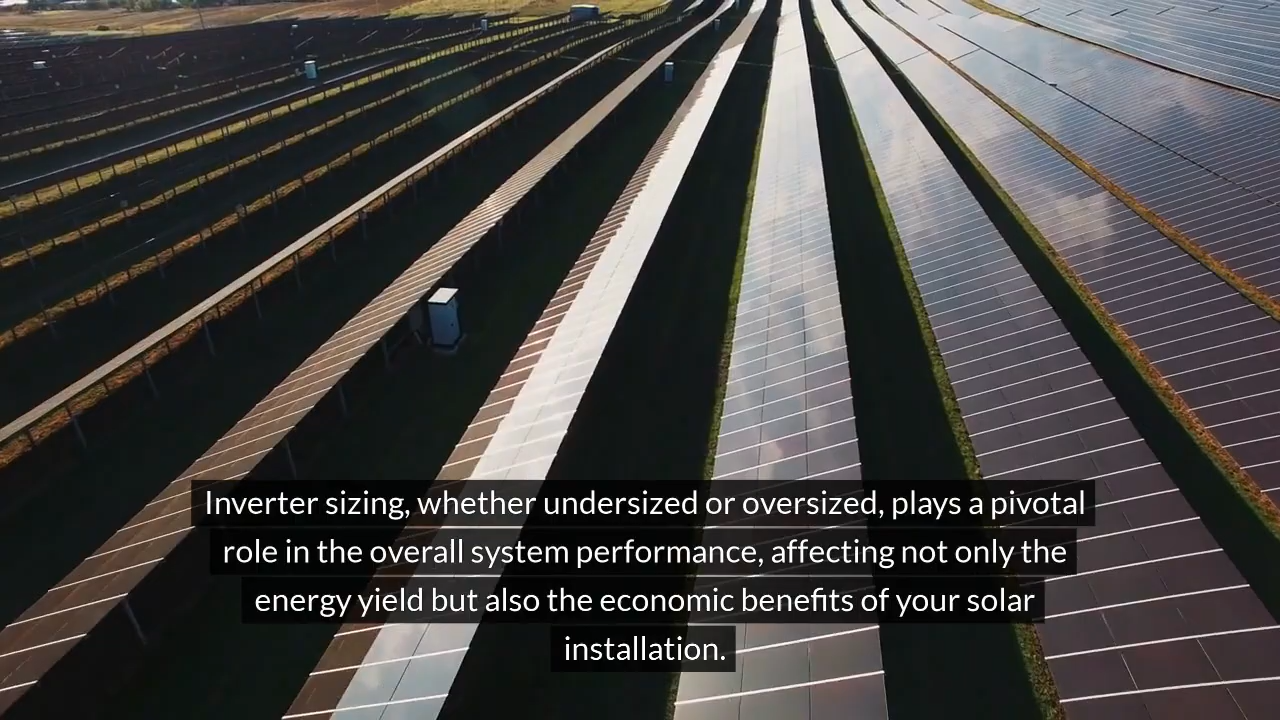 Inverter sizing, whether undersized or oversized, plays a pivotal
role in the overall system performance, affecting not only the
energy yield but also the economic benefits of your solar
installation.